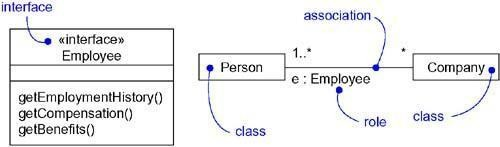 interface
«interface»
Employee
getEmploymentHistory()
getCompensation()
getBenefits()
association
1..*
*
Person
Company
e : Employee
class
role
class